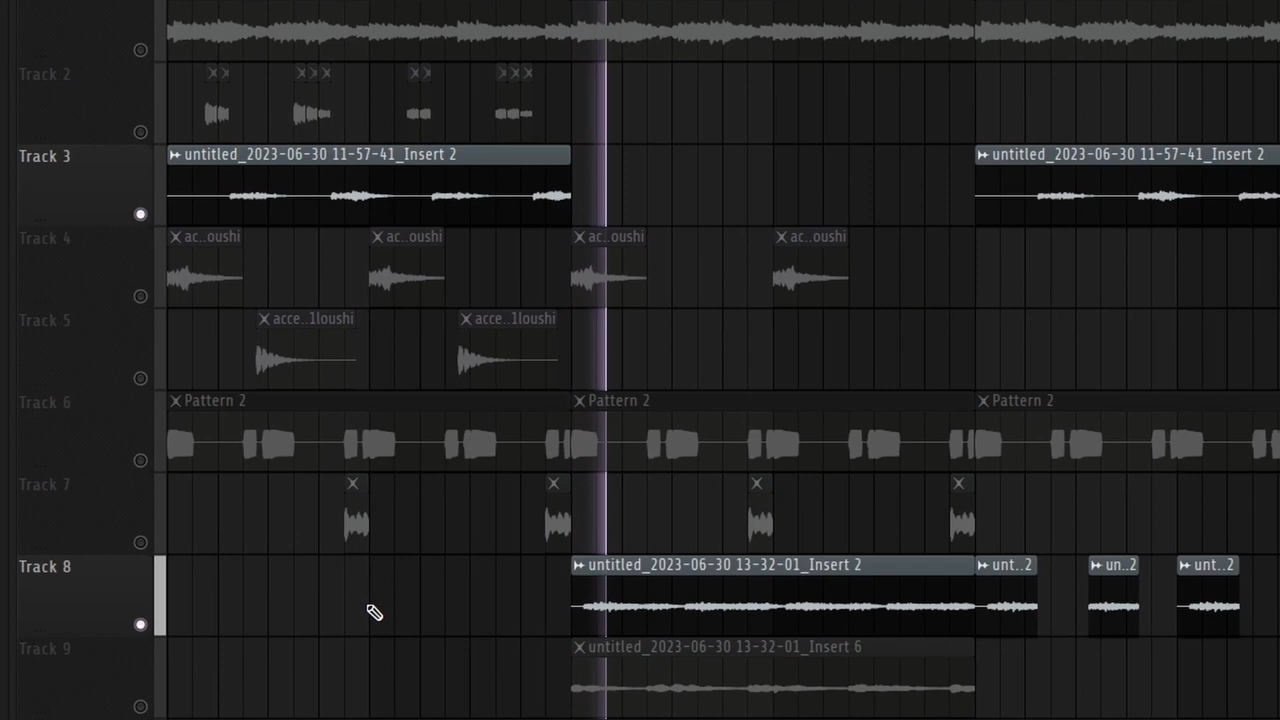 Track 2
Track 3
untitled_2023-06-30 11-57-41_Insert 2
untitled_2023-06-30 11-57-41_Insert 2
Track 4
ac..oushi
ac..oushi
ac..oushi
ac..oushi
Track 5
acce..1loushi
acce..1loushi
Track 6
Pattern 2
Pattern 2
Pattern 2
Track 7
Track 8
untitled_2023-06-30 13-32-01_Insert 2
unt..2
un..2
unt..2
Track 9
untitled_2023-06-30 13-32-01_Insert 6